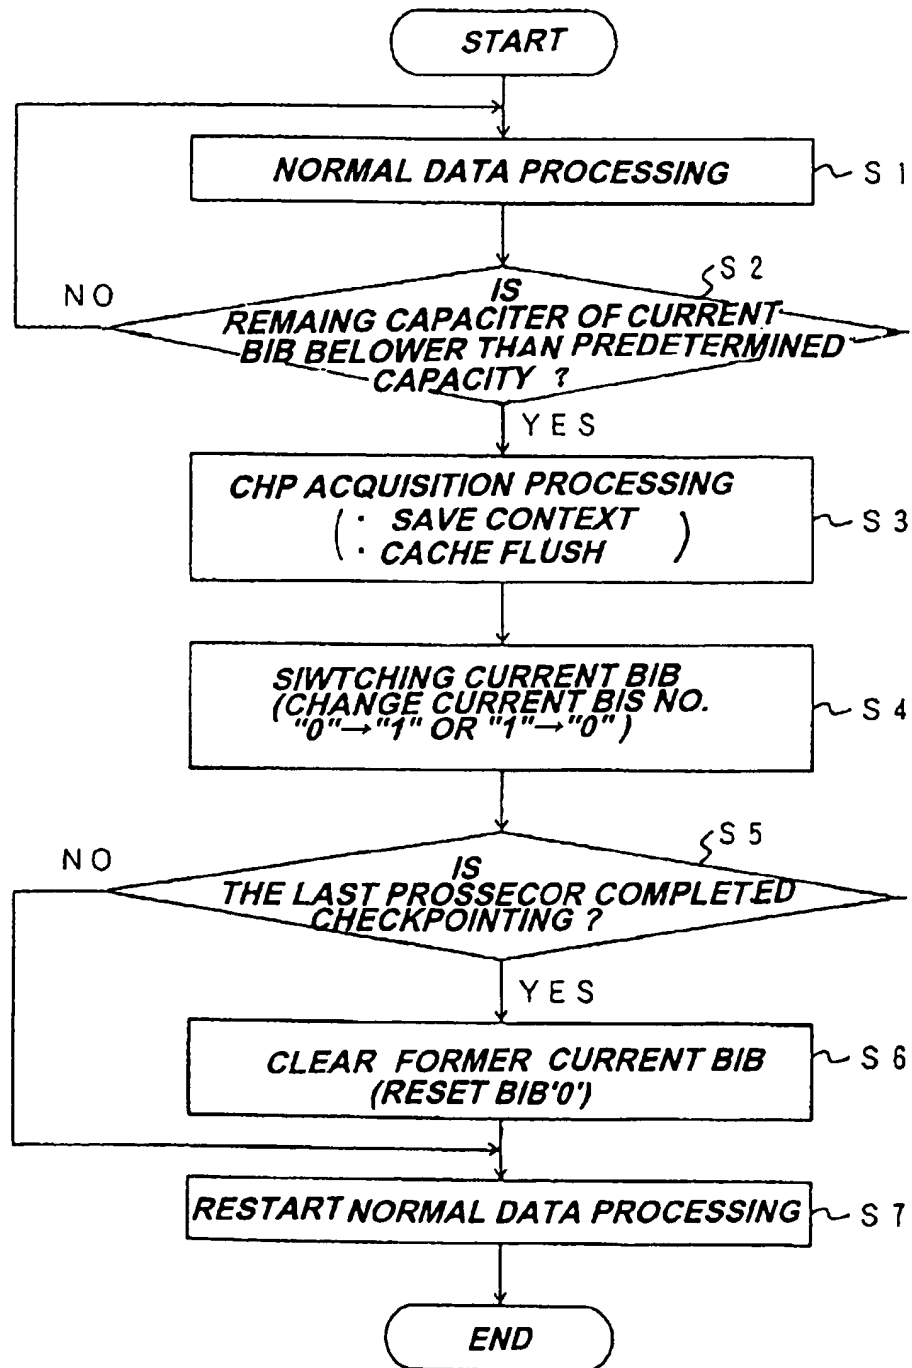 START
NORMAL DATA PROCESSING
S 1
S 2
NO
IS
REMAING CAPACITER OF CURRENT
BIB BELOWER THAN PREDETERMINED
CAPACITY ?
YES
CHP ACQUISITION PROCESSING
( · SAVE CONTEXT
· CACHE FLUSH )
S 3
SIWTCHING CURRENT BIB
(CHANGE CURRENT BIS NO.
"0"→"1" OR "1"→"0")
S 4
S 5
NO
IS
THE LAST PROSSECOR COMPLETED
CHECKPOINTING ?
YES
CLEAR FORMER CURRENT BIB
(RESET BIB'0')
S 6
RESTART NORMAL DATA PROCESSING
S 7
END